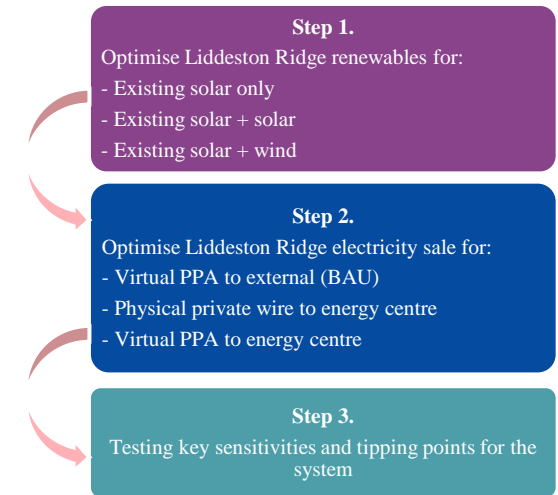 Step 1.
Optimise Liddeston Ridge renewables for:
- Existing solar only
- Existing solar + solar
- Existing solar + wind
Step 2.
Optimise Liddeston Ridge electricity sale for:
- Virtual PPA to external (BAU)
- Physical private wire to energy centre
- Virtual PPA to energy centre
Step 3.
Testing key sensitivities and tipping points for the
system